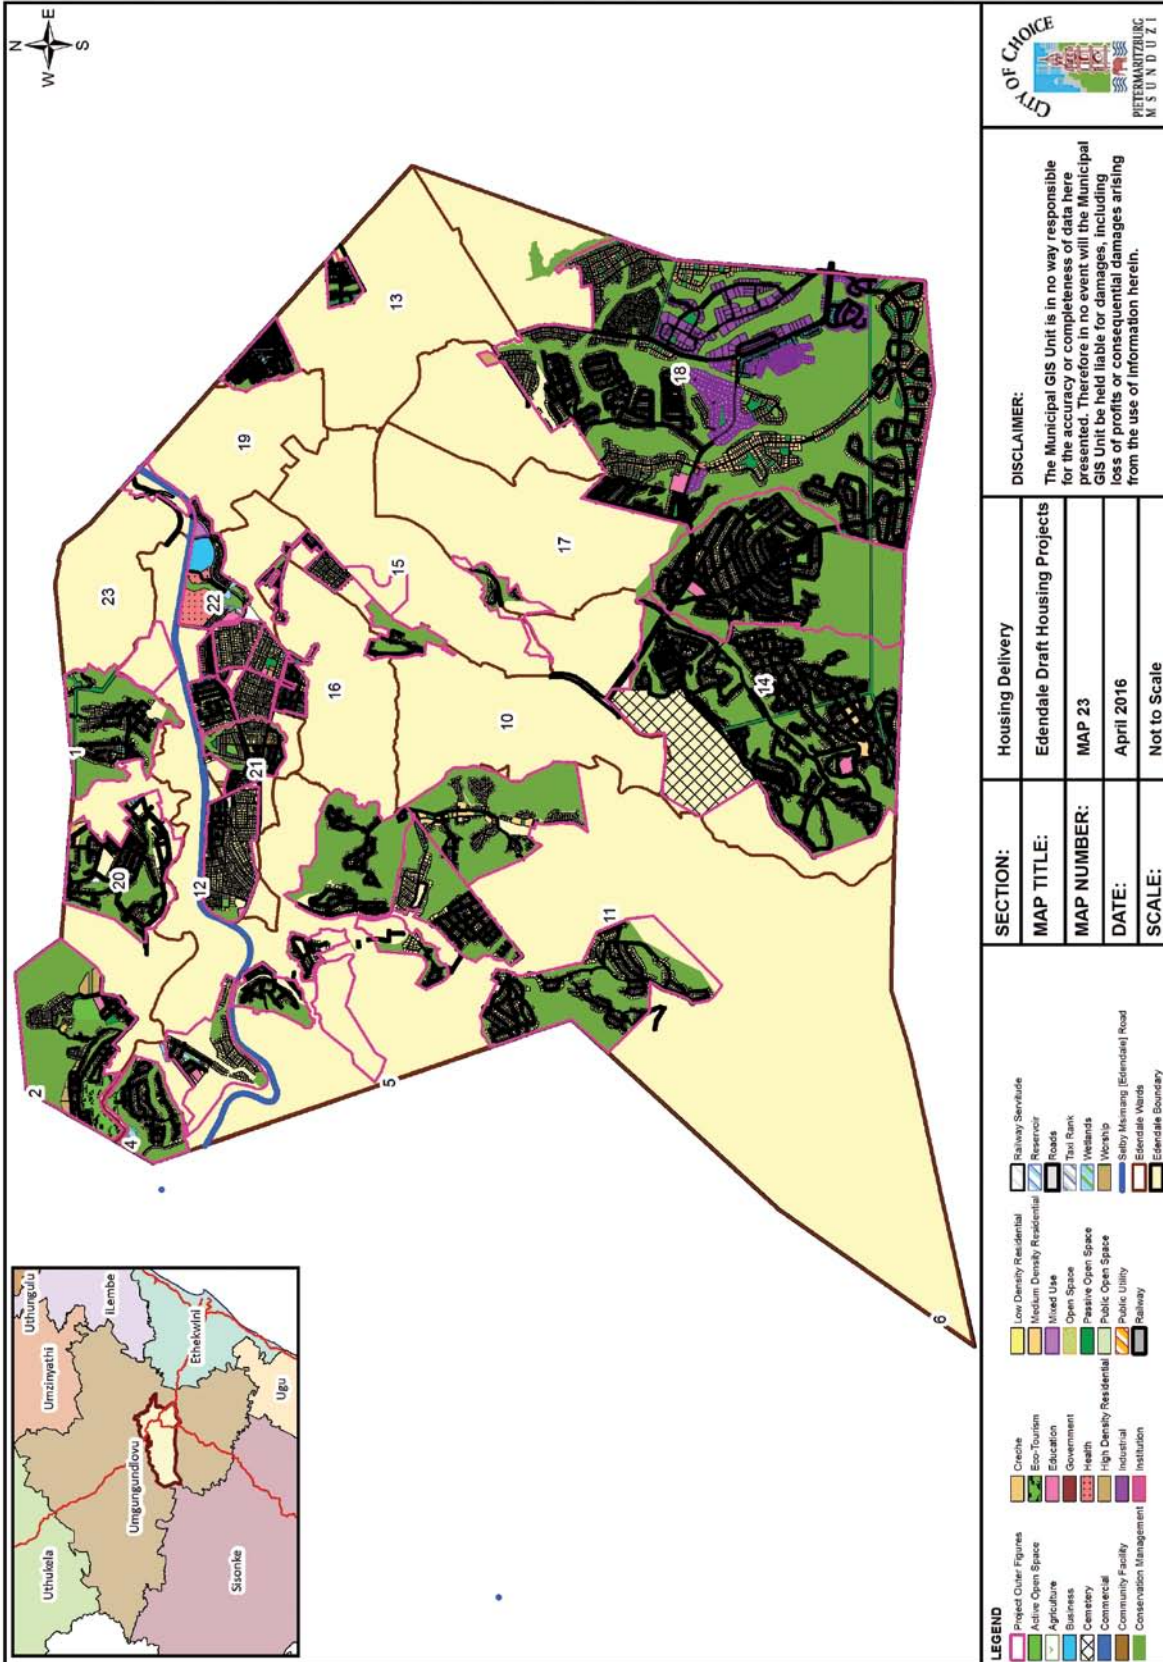 N
W
E
S
Uthungulu
Umzinyathi
iLembe
Uthukela
Umgungundlovu
Ethekwini
Ugu
Sisonke
1
2
4
5
6
10
11
12
13
14
15
16
17
18
19
20
21
22
23
LEGEND
Project Outer Figures
Active Open Space
Agriculture
Business
Cemetery
Commercial
Community Facility
Conservation Management
Creche
Eco-Tourism
Education
Government
Health
High Density Residential
Industrial
Institution
Low Density Residential
Medium Density Residential
Mixed Use
Open Space
Passive Open Space
Public Open Space
Public Utility
Railway
Railway Servitude
Reservoir
Roads
Taxi Rank
Wetlands
Worship
Selby Msimang [Edendale] Road
Edendale Wards
Edendale Boundary
SECTION: Housing Delivery
MAP TITLE: Edendale Draft Housing Projects
MAP NUMBER: MAP 23
DATE: April 2016
SCALE: Not to Scale
DISCLAIMER:
The Municipal GIS Unit is in no way responsible
for the accuracy or completeness of data here
presented. Therefore in no event will the Municipal
GIS Unit be held liable for damages, including
loss of profits or consequential damages arising
from the use of information herein.
CITY OF CHOICE
PIETERMARITZBURG
MSUNDUZI